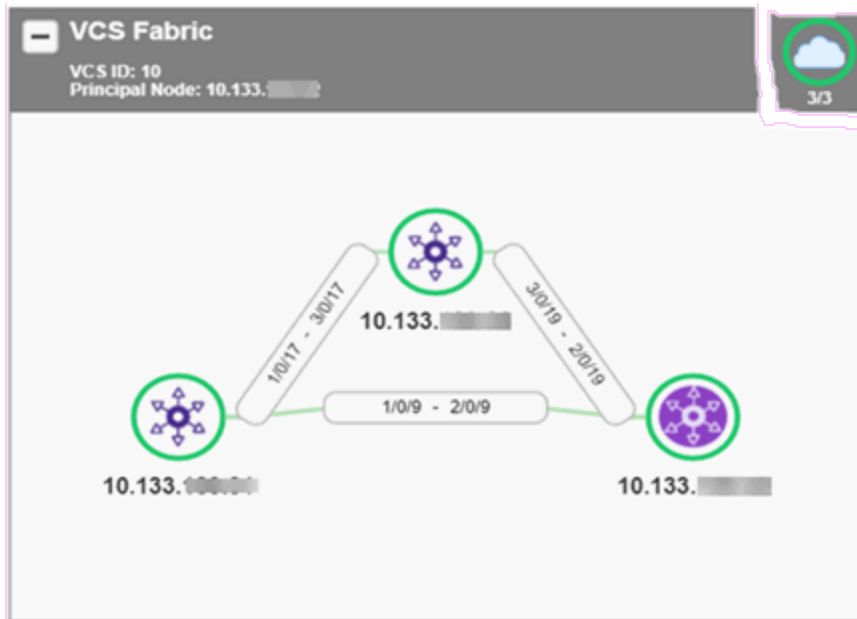 VCS Fabric
VCS ID: 10
Principal Node: 10.133.
3/3
1/0/17 - 3/0/17
3/0/19 - 2/0/19
10.133.
1/0/9 - 2/0/9
10.133.
10.133.